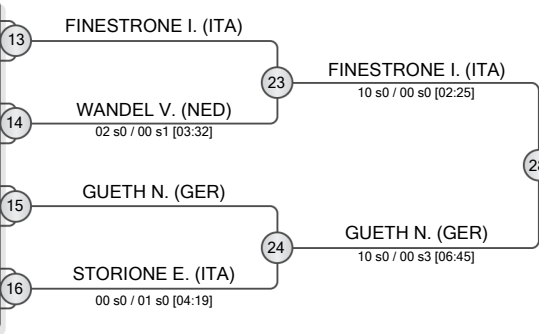 FINESTRONE I. (ITA)
13
23
FINESTRONE I. (ITA)
10 s0 / 00 s0 [02:25]
WANDEL V. (NED)
14
02 s0 / 00 s1 [03:32]
GUETH N. (GER)
15
24
GUETH N. (GER)
10 s0 / 00 s3 [06:45]
STORIONE E. (ITA)
16
00 s0 / 01 s0 [04:19]